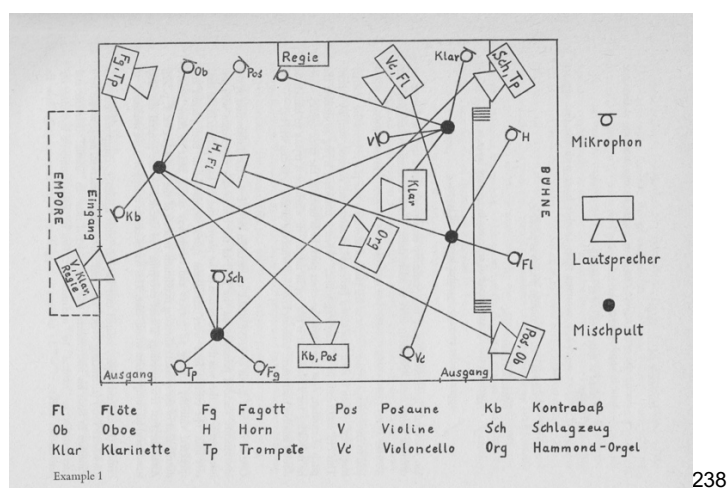 Fg, Tp
Ob
Pos
Regie
Vc, Fl
Klar
Sch, Tp
V
H
H, Fl
Klar
Mikrophon
EMPORE
Eingang
Kb
Org
BÜHNE
Fl
Lautsprecher
V, Klar,
Regie
Sch
Kb, Pos
Vc
Pos, Ob
Mischpult
Tp
Fg
Ausgang
Ausgang
Fl Flöte Fg Fagott Pos Posaune Kb Kontrabaß
Ob Oboe H Horn V Violine Sch Schlagzeug
Klar Klarinette Tp Trompete Vc Violoncello Org Hammond-Orgel
Example 1
238